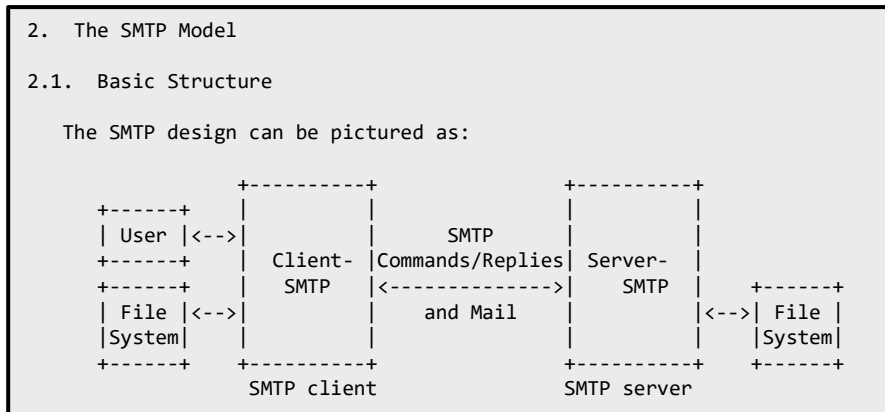 2.  The SMTP Model

2.1.  Basic Structure

   The SMTP design can be pictured as:

                  +----------+                +----------+
      +------+    |          |                |          |
      | User |<-->|          |      SMTP      |          |
      +------+    |  Client- |Commands/Replies| Server-  |
      +------+    |   SMTP   |<-------------->|    SMTP  |    +------+
      | File |<-->|          |    and Mail    |          |<-->| File |
      |System|    |          |                |          |    |System|
      +------+    +----------+                +----------+    +------+
                   SMTP client                SMTP server